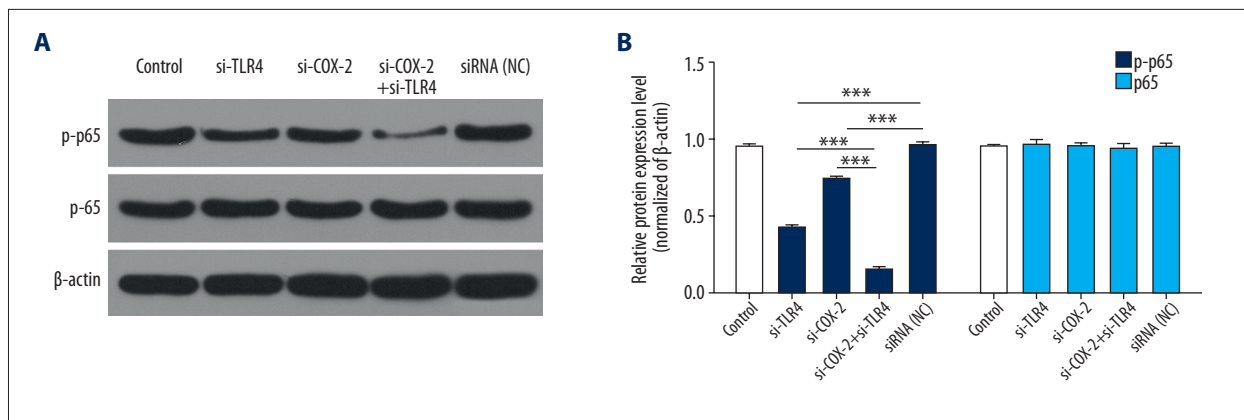 A
Control si-TLR4 si-COX-2 si-COX-2 siRNA (NC)
+si-TLR4
p-p65
p-65
β-actin
B
p-p65
p65
Relative protein expression level
(normalized of β-actin)
1.5
1.0
0.5
0.0
***
***
***
***
Control
si-TLR4
si-COX-2
si-COX-2+si-TLR4
siRNA (NC)
Control
si-TLR4
si-COX-2
si-COX-2+si-TLR4
siRNA (NC)